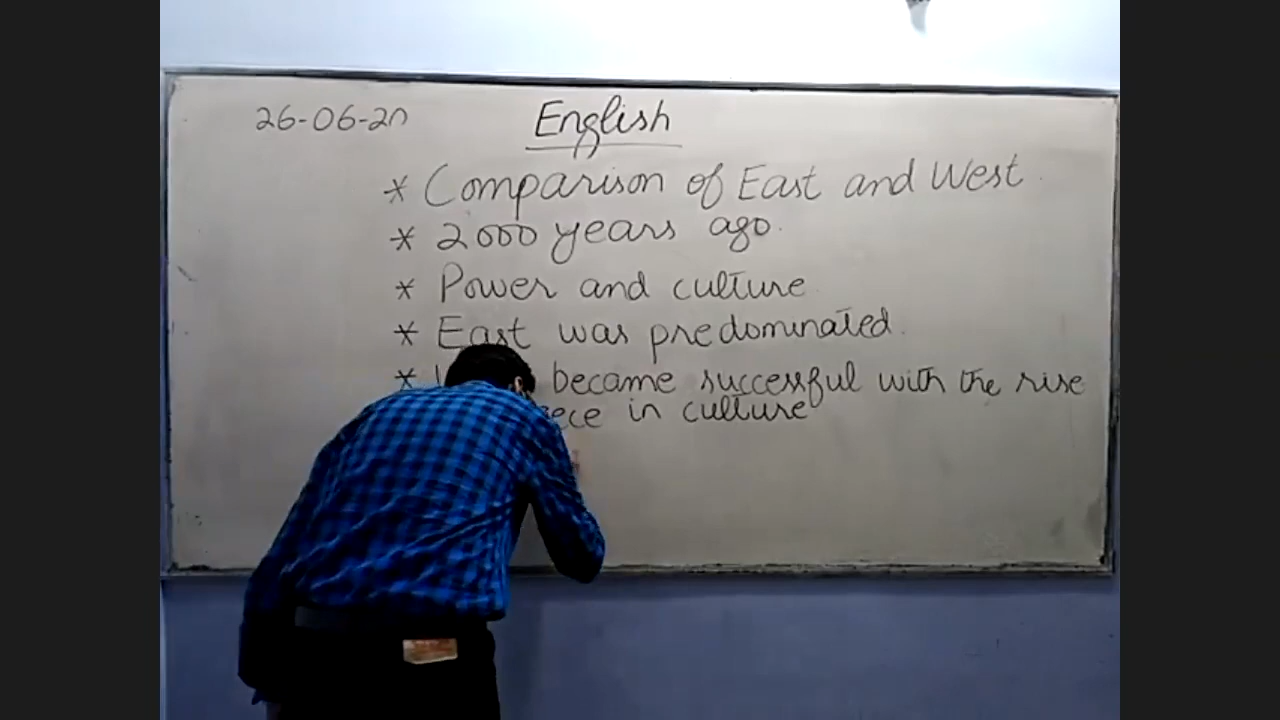 26-06-20
English
* Comparison of East and West
* 2000 years ago.
* Power and culture
* East was predominated.
* became successful with the rise
in culture